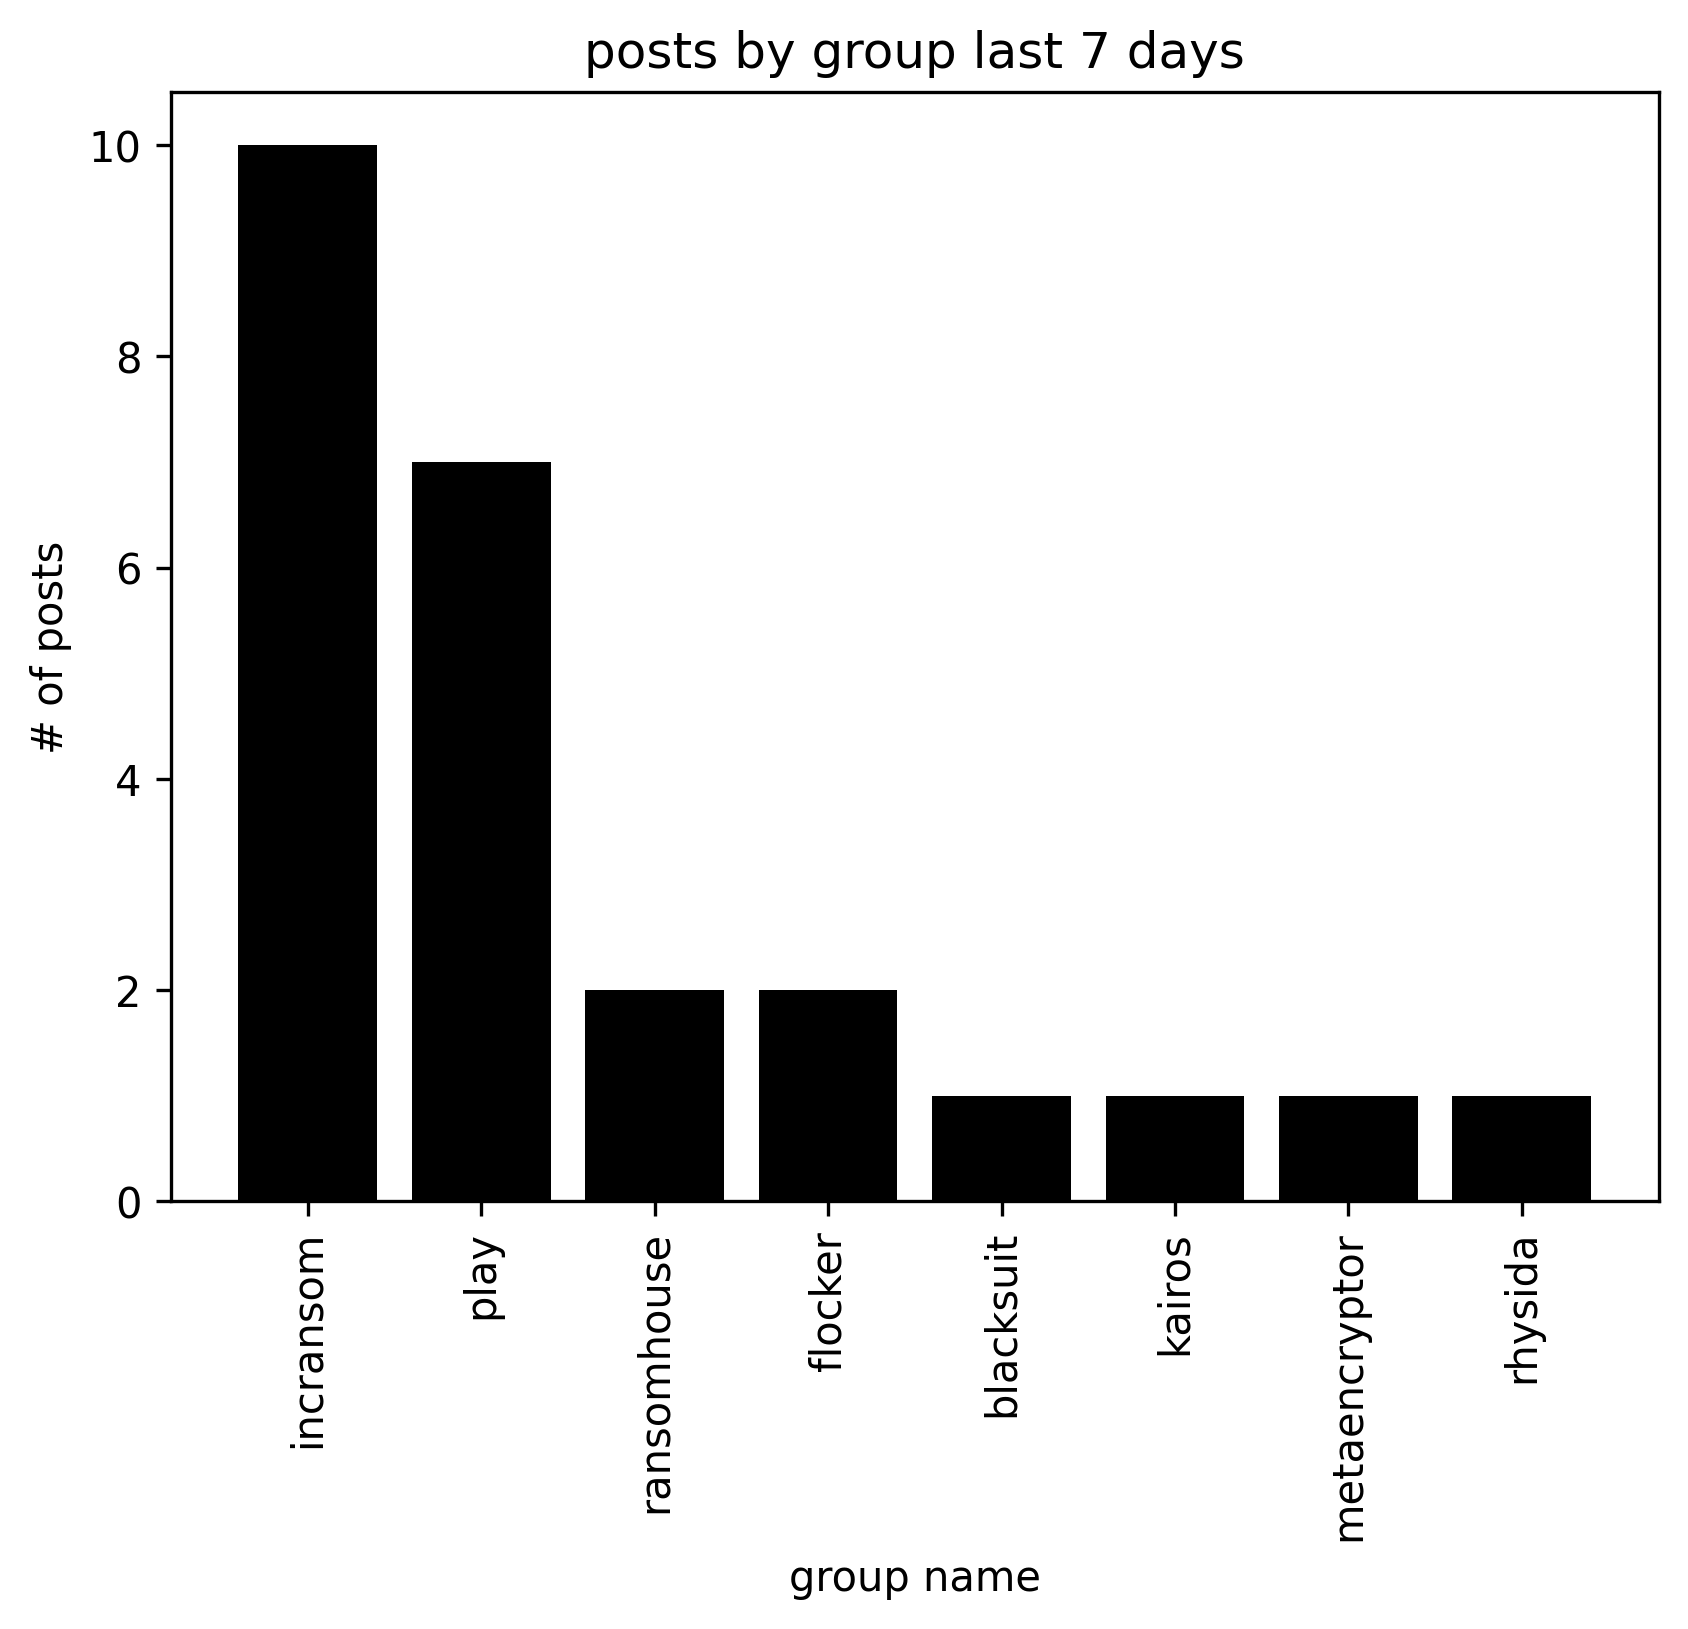 posts by group last 7 days
# of posts
10
8
6
4
2
0
incransom
play
ransomhouse
flocker
blacksuit
kairos
metaencryptor
rhysida
group name